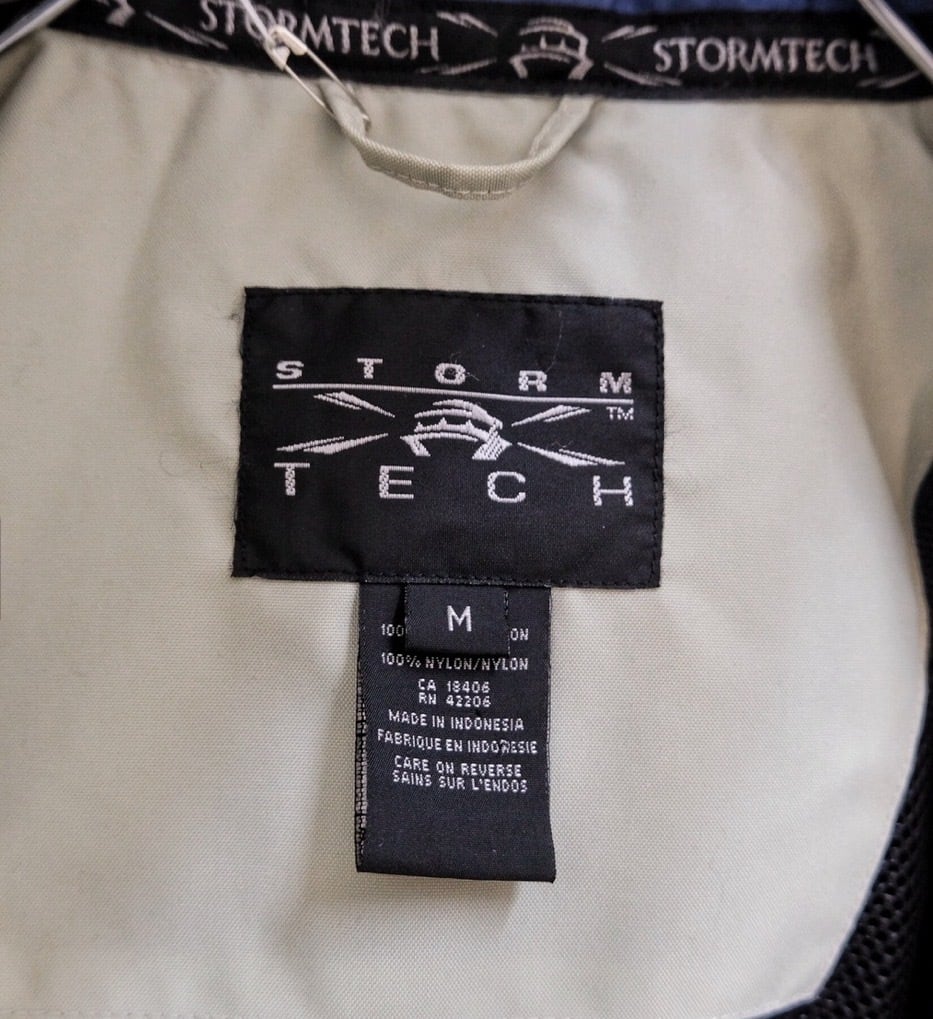 STORMTECH STORMTECH
STORM
TM
TECH
M
100% NYLON/NYLON
CA 18406
RN 42206
MADE IN INDONESIA
FABRIQUE EN INDONESIE
CARE ON REVERSE
SAINS SUR L'ENDOS